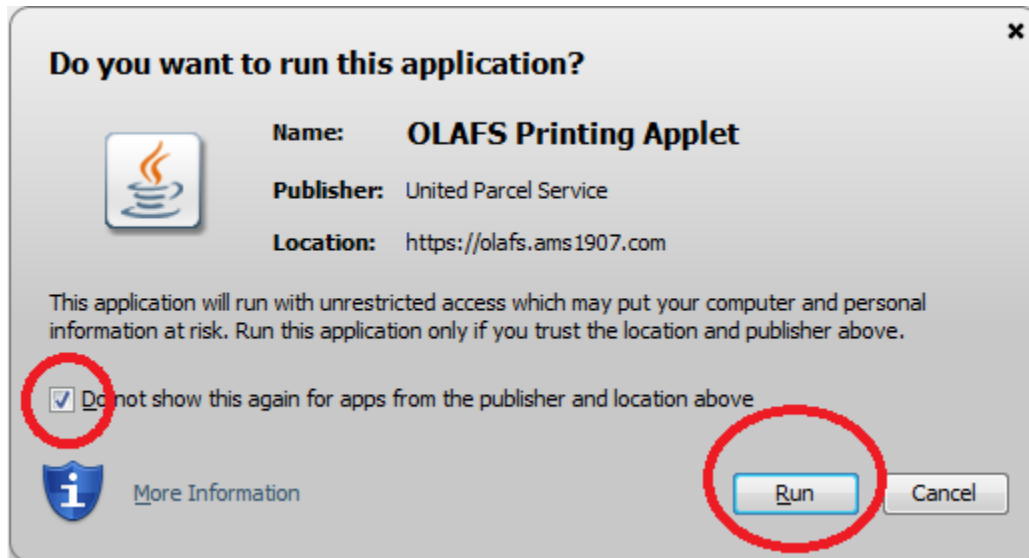 Do you want to run this application?
Name: OLAFS Printing Applet
Publisher: United Parcel Service
Location: https://olafs.ams1907.com
This application will run with unrestricted access which may put your computer and personal
information at risk. Run this application only if you trust the location and publisher above.
Do not show this again for apps from the publisher and location above
More Information
Run
Cancel